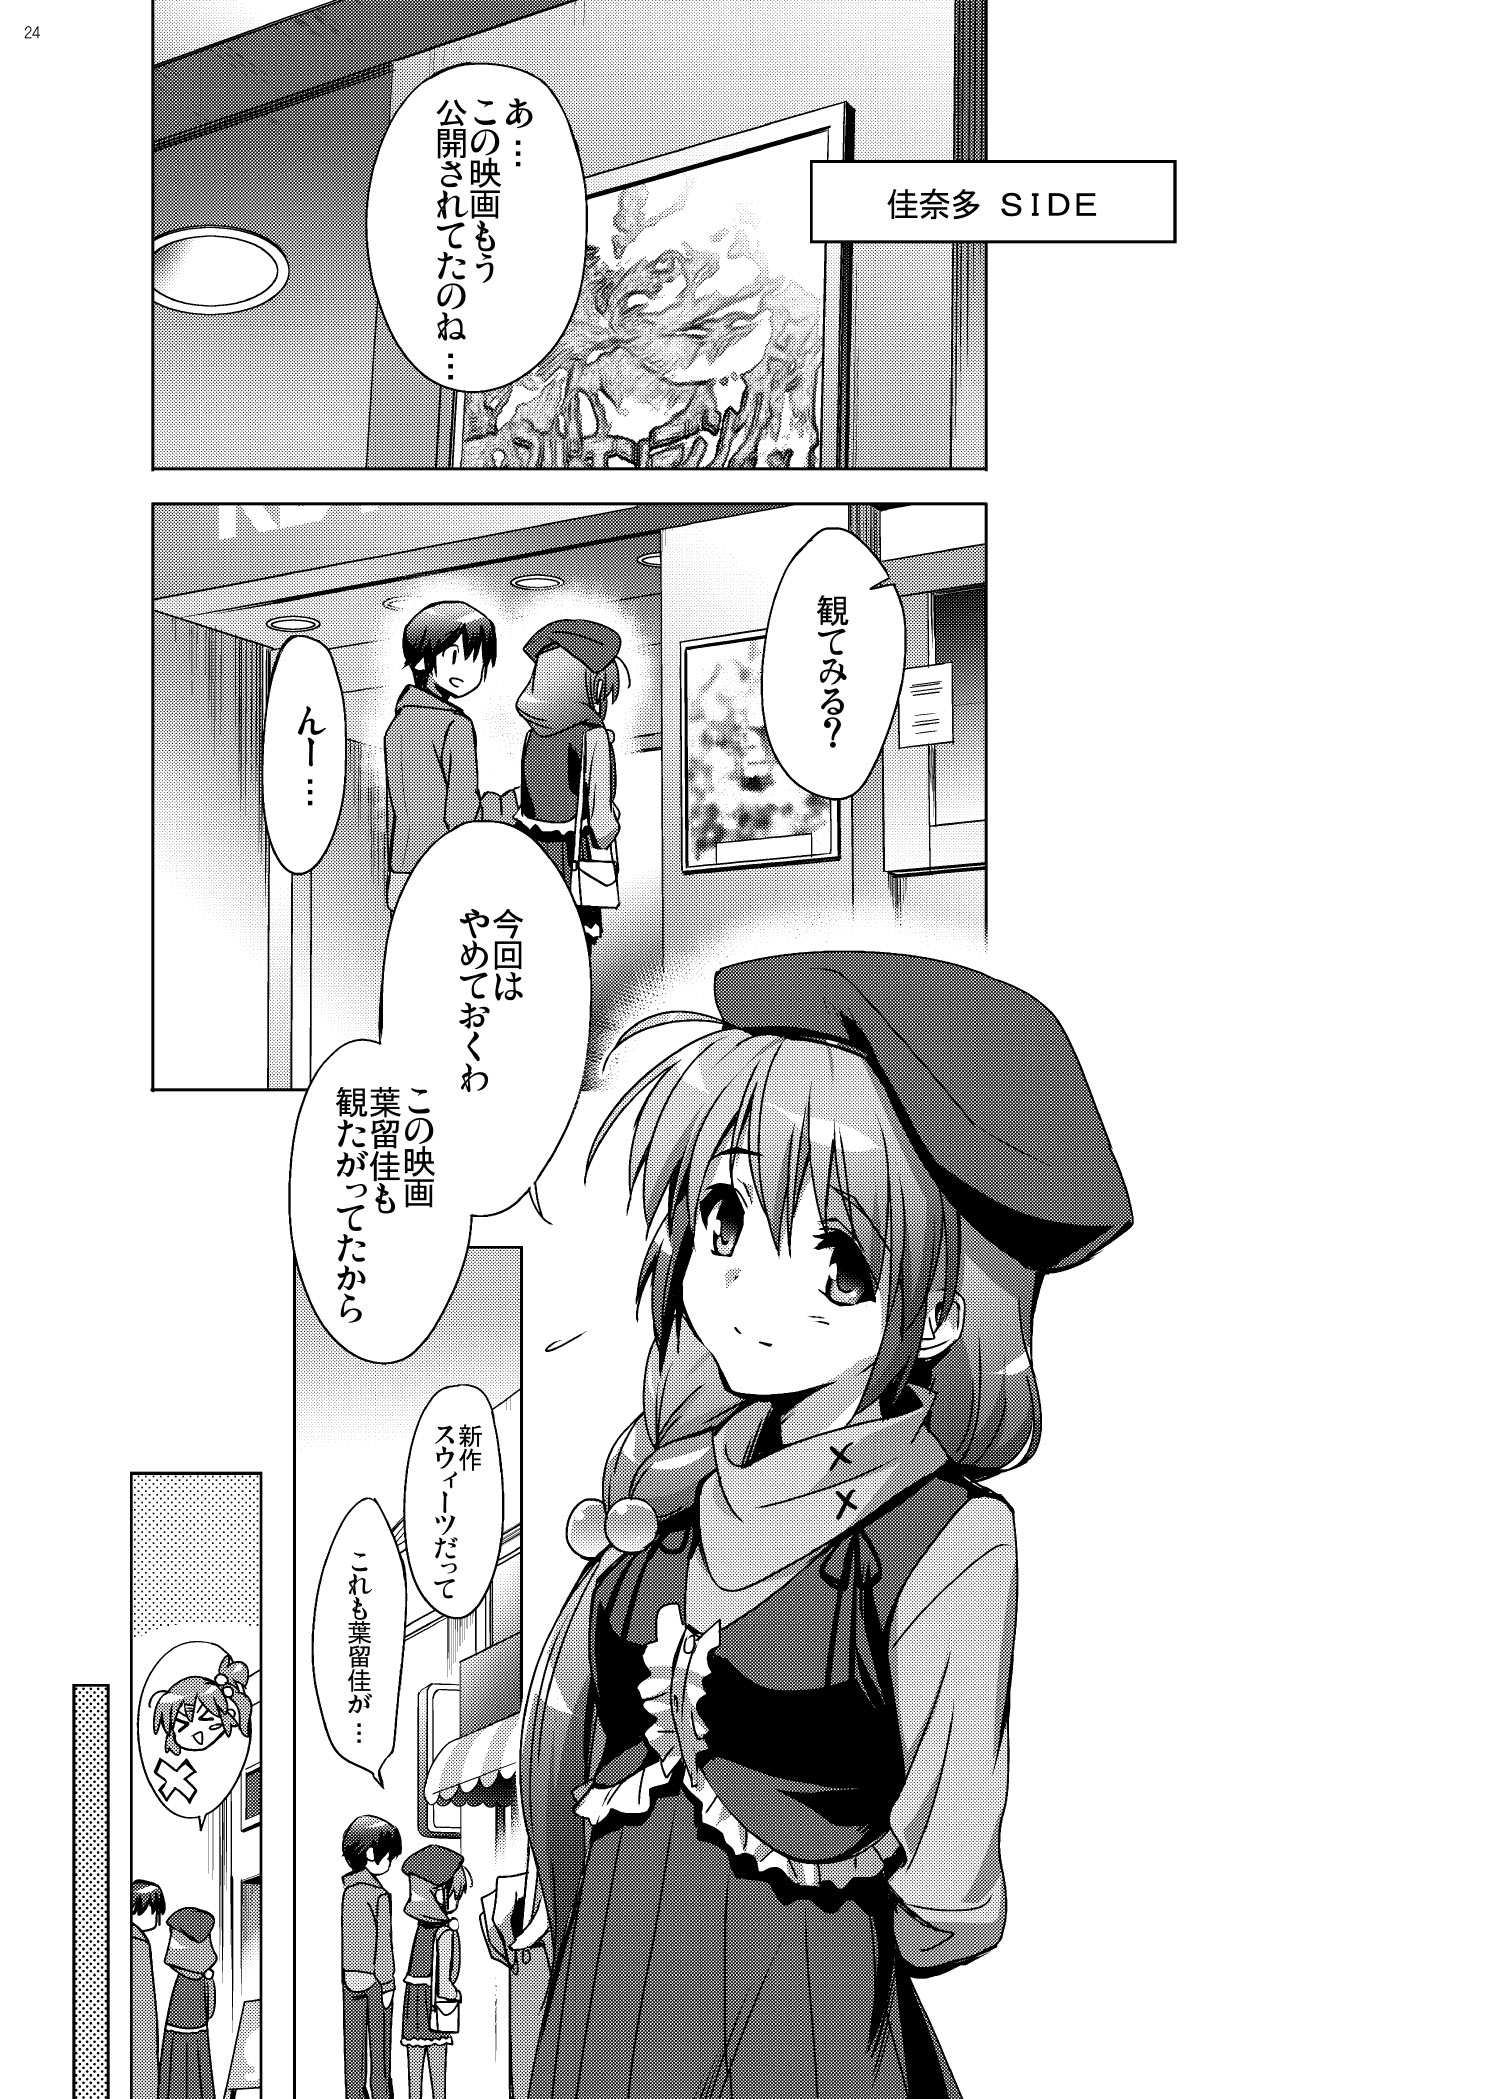 24
佳奈多 SIDE
あ…
この映画もう
公開されてたのね…
観てみる?
んー…
今回は
やめておくわ
この映画
葉留佳も
観たがってたから
新作
スウィーツだって
これも葉留佳が…